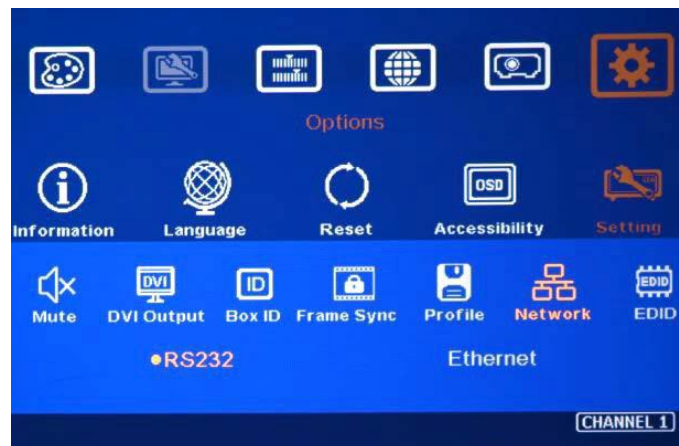 Options
Information Language Reset OSD Accessibility Setting
DVI ID EDID
Mute DVI Output Box ID Frame Sync Profile Network EDID
•RS232 Ethernet
CHANNEL 1